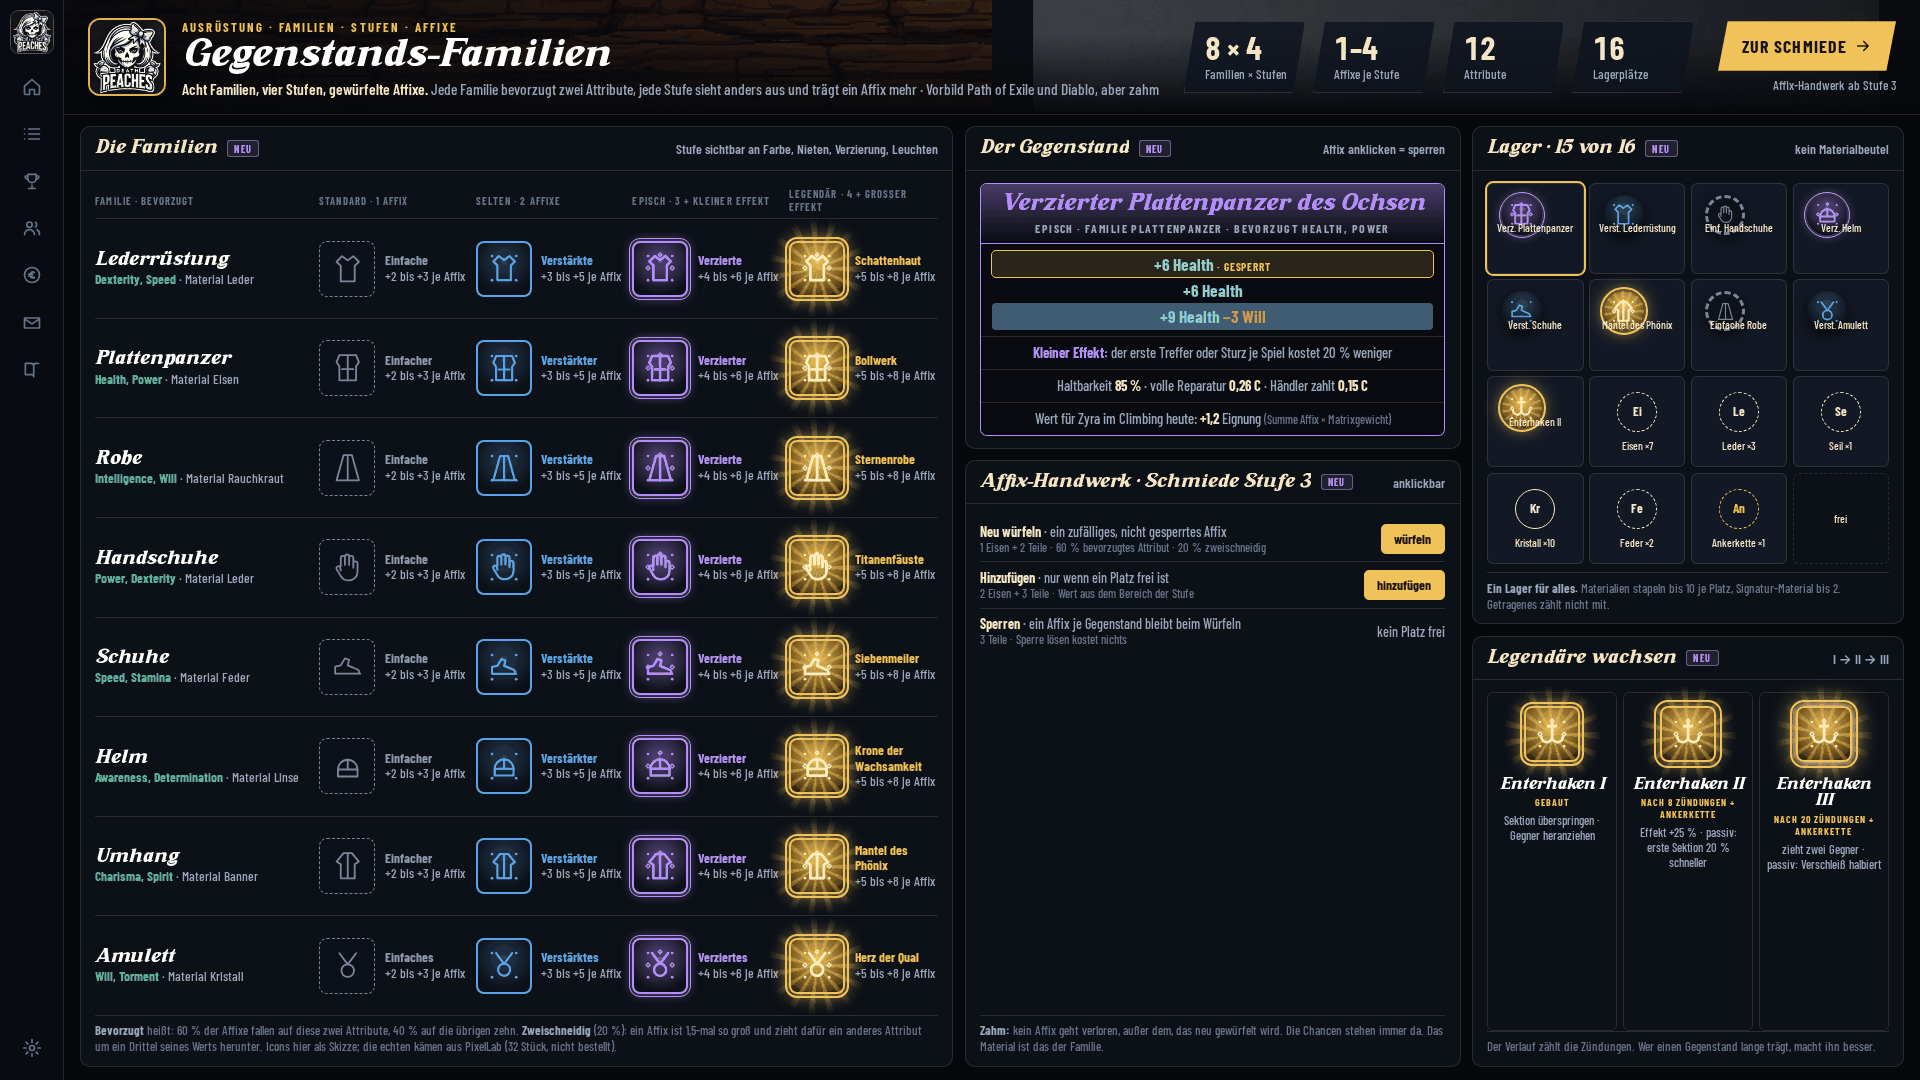 AUSRÜSTUNG · FAMILIEN · STUFEN · AFFIXE
Gegenstands-Familien
Acht Familien, vier Stufen, gewürfelte Affixe. Jede Familie bevorzugt zwei Attribute, jede Stufe sieht anders aus und trägt ein Affix mehr · Vorbild Path of Exile und Diablo, aber zahm
8 × 4
Familien × Stufen
1–4
Affixe je Stufe
12
Attribute
16
Lagerplätze
ZUR SCHMIEDE →
Affix-Handwerk ab Stufe 3
Die Familien NEU
Stufe sichtbar an Farbe, Nieten, Verzierung, Leuchten
FAMILIE · BEVORZUGT
STANDARD · 1 AFFIX
SELTEN · 2 AFFIXE
EPISCH · 3 + KLEINER EFFEKT
LEGENDÄR · 4 + GROSSER EFFEKT
Lederrüstung
Dexterity, Speed · Material Leder
Einfache
+2 bis +3 je Affix
Verstärkte
+3 bis +5 je Affix
Verzierte
+4 bis +6 je Affix
Schattenhaut
+5 bis +8 je Affix
Plattenpanzer
Health, Power · Material Eisen
Einfacher
+2 bis +3 je Affix
Verstärkter
+3 bis +5 je Affix
Verzierter
+4 bis +6 je Affix
Bollwerk
+5 bis +8 je Affix
Robe
Intelligence, Will · Material Rauchkraut
Einfache
+2 bis +3 je Affix
Verstärkte
+3 bis +5 je Affix
Verzierte
+4 bis +6 je Affix
Sternenrobe
+5 bis +8 je Affix
Handschuhe
Power, Dexterity · Material Leder
Einfache
+2 bis +3 je Affix
Verstärkte
+3 bis +5 je Affix
Verzierte
+4 bis +6 je Affix
Titanenfäuste
+5 bis +8 je Affix
Schuhe
Speed, Stamina · Material Feder
Einfache
+2 bis +3 je Affix
Verstärkte
+3 bis +5 je Affix
Verzierte
+4 bis +6 je Affix
Siebenmeiler
+5 bis +8 je Affix
Helm
Awareness, Determination · Material Linse
Einfacher
+2 bis +3 je Affix
Verstärkter
+3 bis +5 je Affix
Verzierter
+4 bis +6 je Affix
Krone der
Wachsamkeit
+5 bis +8 je Affix
Umhang
Charisma, Spirit · Material Banner
Einfacher
+2 bis +3 je Affix
Verstärkter
+3 bis +5 je Affix
Verzierter
+4 bis +6 je Affix
Mantel des
Phönix
+5 bis +8 je Affix
Amulett
Will, Torment · Material Kristall
Einfaches
+2 bis +3 je Affix
Verstärktes
+3 bis +5 je Affix
Verziertes
+4 bis +6 je Affix
Herz der Qual
+5 bis +8 je Affix
Bevorzugt heißt: 60 % der Affixe fallen auf diese zwei Attribute, 40 % auf die übrigen zehn. Zweischneidig (20 %): ein Affix ist 1,5-mal so groß und zieht dafür ein anderes Attribut
um ein Drittel seines Werts herunter. Icons hier als Skizze; die echten kämen aus PixelLab (32 Stück, nicht bestellt).
Der Gegenstand NEU
Affix anklicken = sperren
Verzierter Plattenpanzer des Ochsen
EPISCH · FAMILIE PLATTENPANZER · BEVORZUGT HEALTH, POWER
+6 Health · GESPERRT
+6 Health
+9 Health −3 Will
Kleiner Effekt: der erste Treffer oder Sturz je Spiel kostet 20 % weniger
Haltbarkeit 85 % · volle Reparatur 0,26 C · Händler zahlt 0,15 C
Wert für Zyra im Climbing heute: +1,2 Eignung (Summe Affix × Matrixgewicht)
Affix-Handwerk · Schmiede Stufe 3 NEU
anklickbar
Neu würfeln · ein zufälliges, nicht gesperrtes Affix
1 Eisen + 2 Teile · 60 % bevorzugtes Attribut · 20 % zweischneidig
würfeln
Hinzufügen · nur wenn ein Platz frei ist
2 Eisen + 3 Teile · Wert aus dem Bereich der Stufe
hinzufügen
Sperren · ein Affix je Gegenstand bleibt beim Würfeln
3 Teile · Sperre lösen kostet nichts
kein Platz frei
Zahm: kein Affix geht verloren, außer dem, das neu gewürfelt wird. Die Chancen stehen immer da. Das
Material ist das der Familie.
Lager · 15 von 16 NEU
kein Materialbeutel
Verz. Plattenpanzer
Verst. Lederrüstung
Einf. Handschuhe
Verz. Helm
Verst. Schuhe
Mantel des Phönix
Einfache Robe
Verst. Amulett
Enterhaken II
Ei
Eisen ×7
Le
Leder ×3
Se
Seil ×1
Kr
Kristall ×10
Fe
Feder ×2
An
Ankerkette ×1
frei
Ein Lager für alles. Materialien stapeln bis 10 je Platz, Signatur-Material bis 2.
Getragenes zählt nicht mit.
Legendäre wachsen NEU
I → II → III
Enterhaken I
GEBAUT
Sektion überspringen ·
Gegner heranziehen
Enterhaken II
NACH 8 ZÜNDUNGEN +
ANKERKETTE
Effekt +25 % · passiv:
erste Sektion 20 %
schneller
Enterhaken
III
NACH 20 ZÜNDUNGEN +
ANKERKETTE
zieht zwei Gegner ·
passiv: Verschleiß halbiert
Der Verlauf zählt die Zündungen. Wer einen Gegenstand lange trägt, macht ihn besser.
DEATH
PEACHES
PEACHES